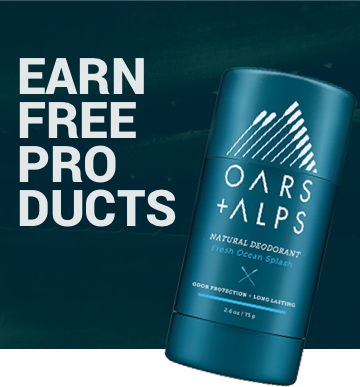 EARN
FREE
PRO
DUCTS
OARS
+ALPS
NATURAL DEODORANT
Fresh Ocean Splash
ODOR PROTECTION + LONG LASTING
2.6 oz / 75 g